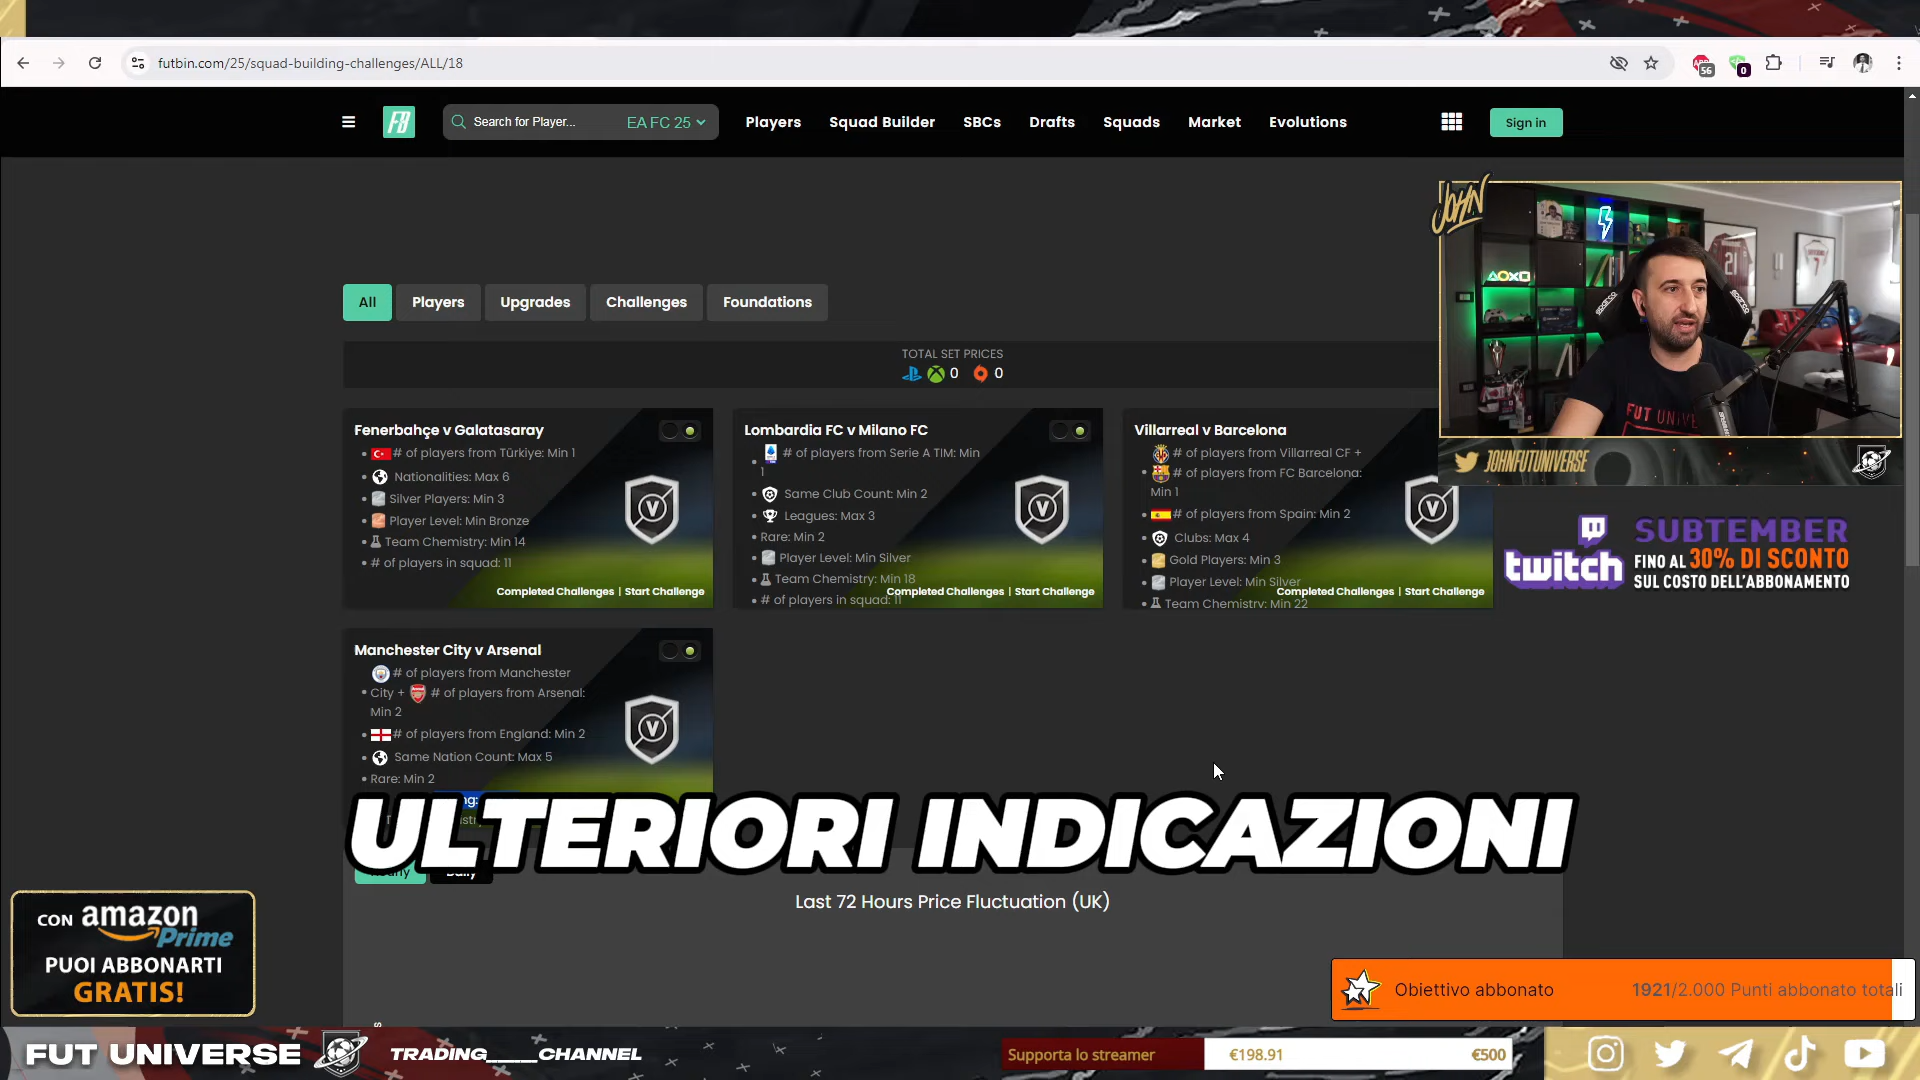 futbin.com/25/squad-building-challenges/ALL/18
56
0
F8
Search for Player...
EA FC 25
Players
Squad Builder
SBCs
Drafts
Squads
Market
Evolutions
Sign in
JOHN
21
7
FUT UNIVE
All
Players
Upgrades
Challenges
Foundations
TOTAL SET PRICES
0
0
Fenerbahçe v Galatasaray
# of players from Türkiye: Min 1
Nationalities: Max 6
Silver Players: Min 3
Player Level: Min Bronze
Team Chemistry: Min 14
# of players in squad: 11
Completed Challenges | Start Challenge
Lombardia FC v Milano FC
# of players from Serie A TIM: Min
1
Same Club Count: Min 2
Leagues: Max 3
Rare: Min 2
Player Level: Min Silver
Team Chemistry: Min 18
# of players in squad: 11
Completed Challenges | Start Challenge
Villarreal v Barcelona
# of players from Villarreal CF +
# of players from FC Barcelona:
Min 1
# of players from Spain: Min 2
Clubs: Max 4
Gold Players: Min 3
Player Level: Min Silver
Team Chemistry: Min 22
Completed Challenges | Start Challenge
JOHNFUTUNIVERSE
twitch
SUBTEMBER
FINO AL 30% DI SCONTO
SUL COSTO DELL'ABBONAMENTO
Manchester City v Arsenal
# of players from Manchester
City + # of players from Arsenal:
Min 2
# of players from England: Min 2
Same Nation Count: Max 5
Rare: Min 2
ULTERIORI INDICAZIONI
Daily
Last 72 Hours Price Fluctuation (UK)
CON amazon
Prime
PUOI ABBONARTI
GRATIS!
Obiettivo abbonato
1921/2.000 Punti abbonato totali
FUT UNIVERSE
TRADING____CHANNEL
Supporta lo streamer
€198.91
€500